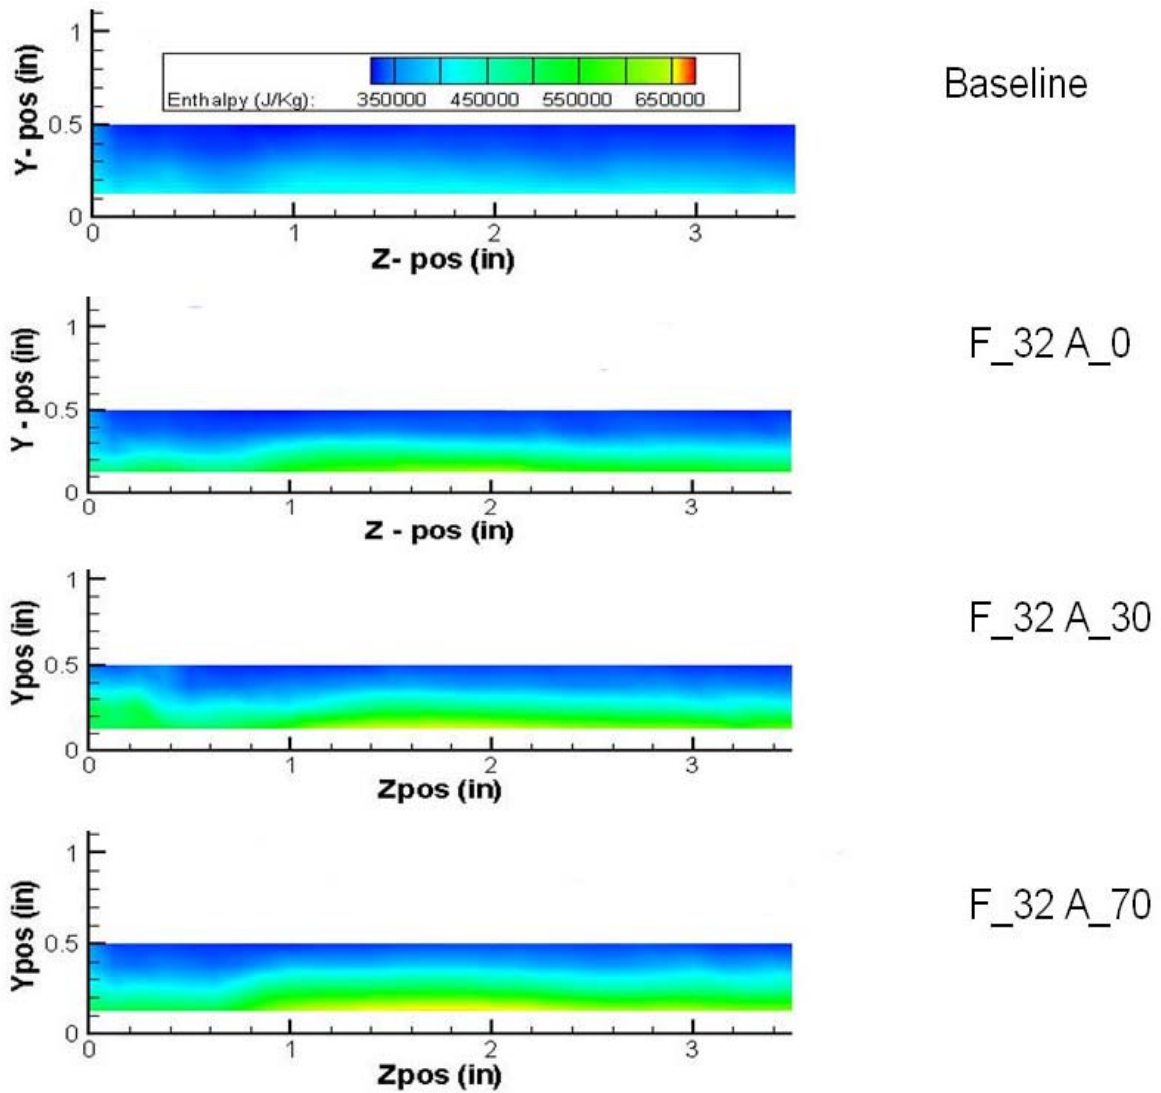 1
Y- pos (in)
Enthalpy (J/Kg): 350000 450000 550000 650000
Baseline
0.5
0
0 1 2 3
Z- pos (in)
1
Y - pos (in)
F_32 A_0
0.5
0
0 1 2 3
Z - pos (in)
1
Ypos (in)
F_32 A_30
0.5
0
0 1 2 3
Zpos (in)
1
Ypos (in)
F_32 A_70
0.5
0
0 1 2 3
Zpos (in)